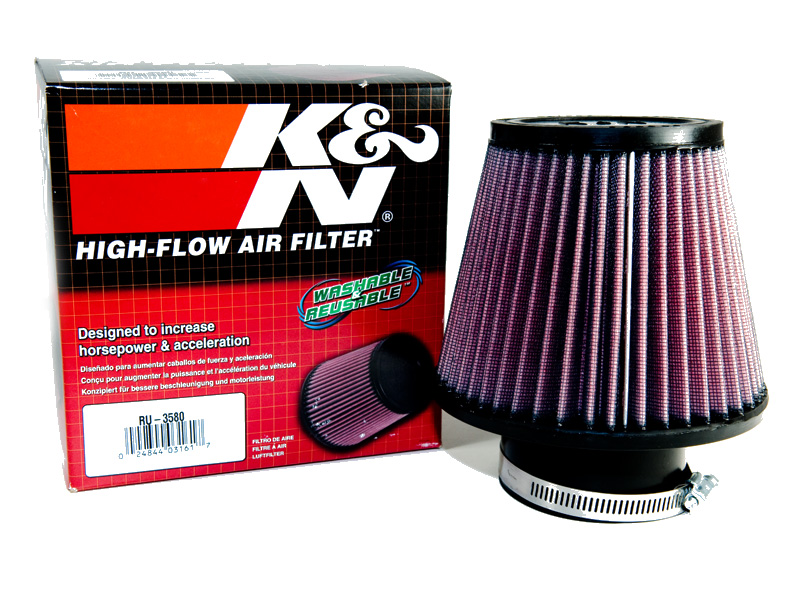 K&
N®
HIGH-FLOW AIR FILTER™
WASHABLE
&
REUSABLE™
Designed to increase
horsepower & acceleration
Diseñado para aumentar caballos de fuerza y aceleración
Conçu pour augmenter la puissance et l'accélération du véhicule
Konzipiert für bessere beschleunigung und motorleistung
RU-3580
0 24844 03161 7
FILTRO DE AIRE
FILTRE À AIR
LUFTFILTER